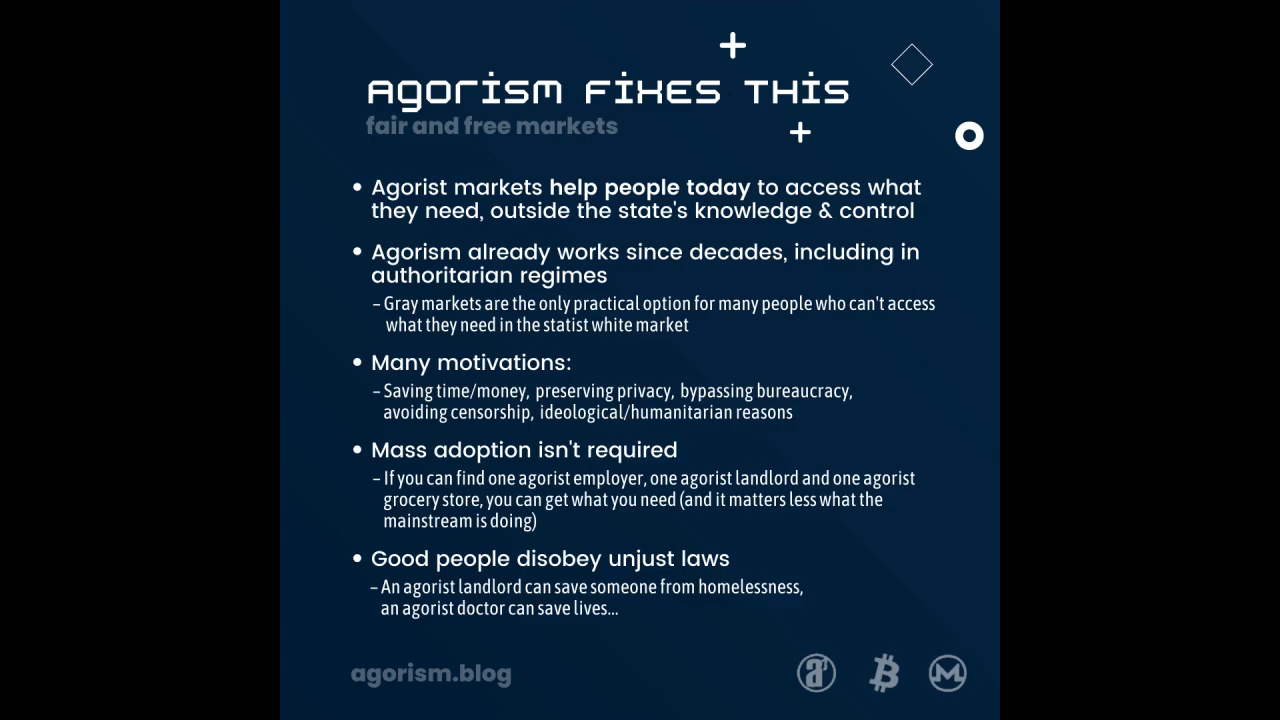 Agorism Fixes This
fair and free markets
• Agorist markets help people today to access what
they need, outside the state's knowledge & control
• Agorism already works since decades, including in
authoritarian regimes
– Gray markets are the only practical option for many people who can't access
what they need in the statist white market
• Many motivations:
– Saving time/money, preserving privacy, bypassing bureaucracy,
avoiding censorship, ideological/humanitarian reasons
• Mass adoption isn't required
– If you can find one agorist employer, one agorist landlord and one agorist
grocery store, you can get what you need (and it matters less what the
mainstream is doing)
• Good people disobey unjust laws
– An agorist landlord can save someone from homelessness,
an agorist doctor can save lives...
agorism.blog